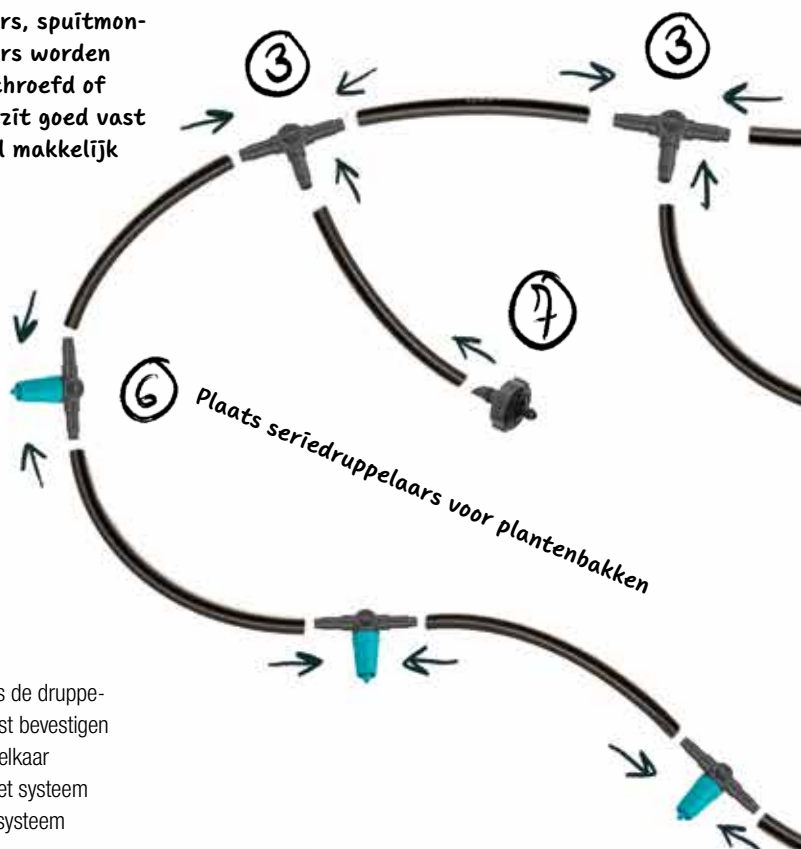 rs, spuitmon-
rs worden
hroefd of
zit goed vast
l makkelijk
3
3
7
6
Plaats seriedruppelaars voor plantenbakken
s de druppe-
st bevestigen
elkaar
et systeem
systeem